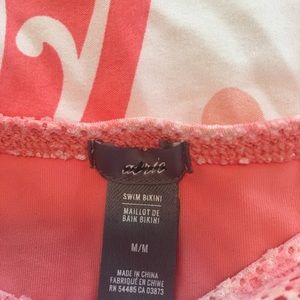 aerie
SWIM BIKINI
MAILLOT DE
BAIN BIKINI
M/M
MADE IN CHINA
FABRIQUÉ EN CHINE
RN 54485 CA 03873